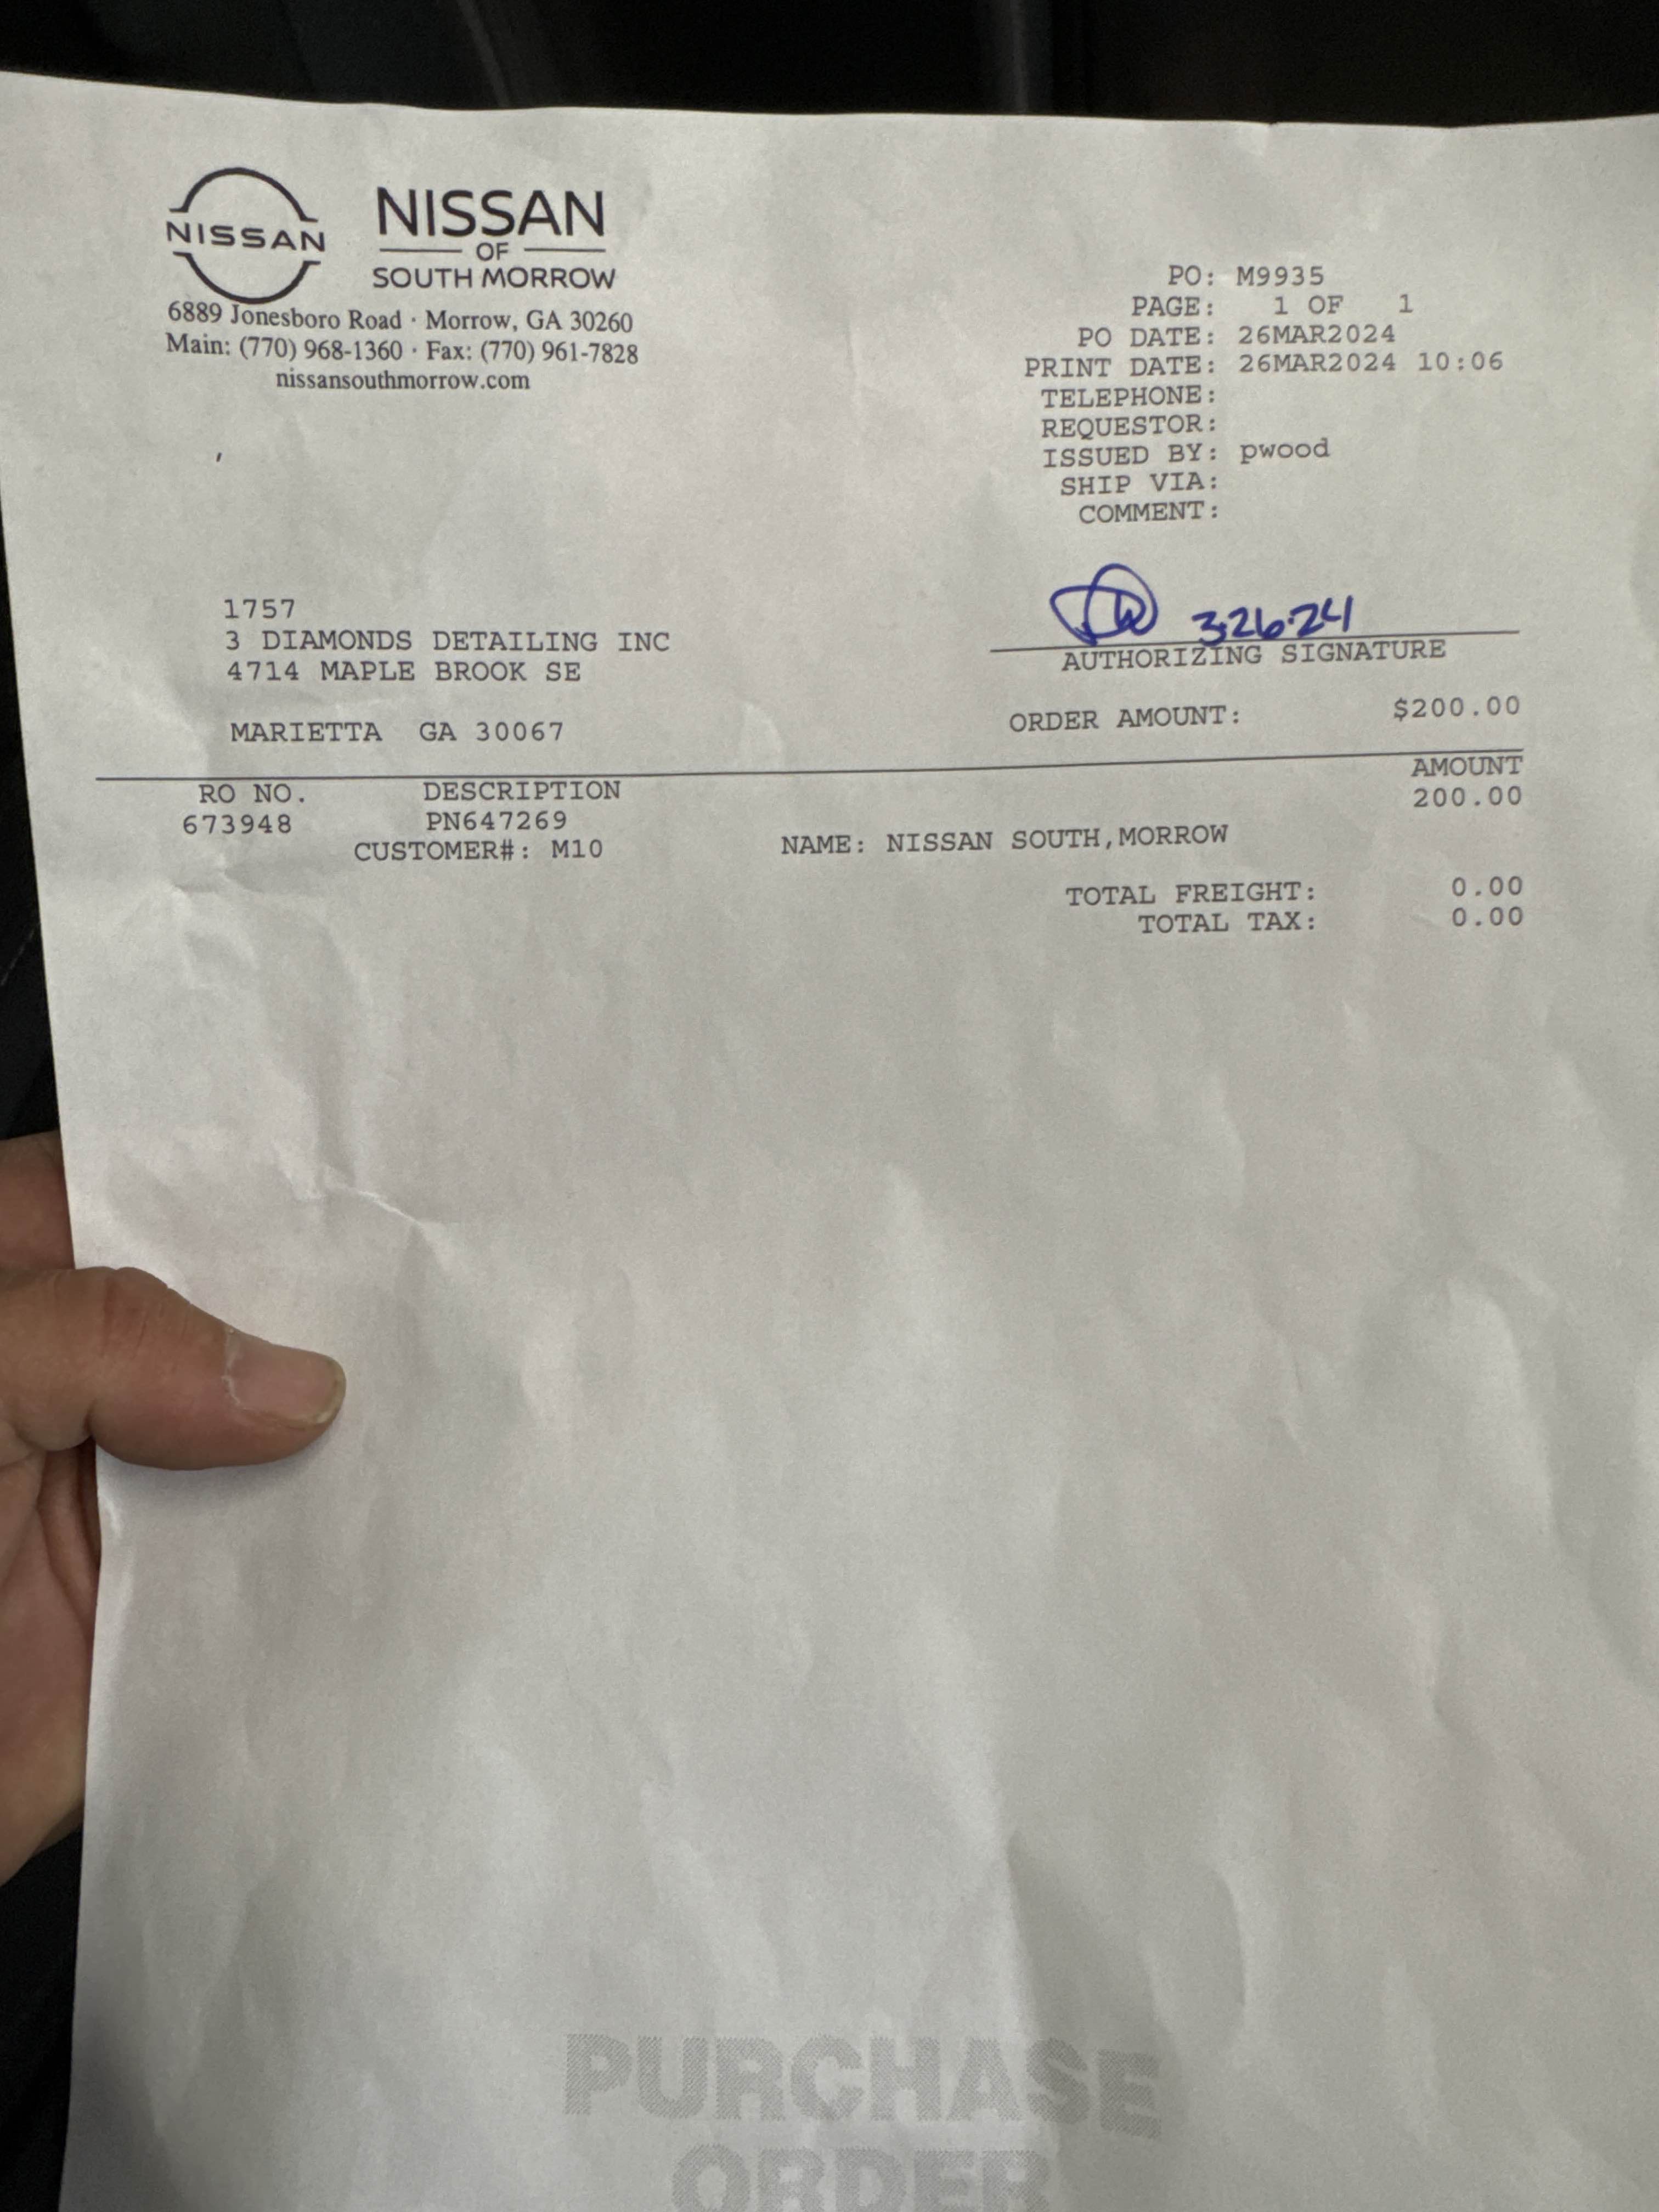 NISSAN
NISSAN
OF
SOUTH MORROW
6889 Jonesboro Road · Morrow, GA 30260
Main: (770) 968-1360 · Fax: (770) 961-7828
nissansouthmorrow.com
PO: M9935
PAGE: 1 OF 1
PO DATE: 26MAR2024
PRINT DATE: 26MAR2024 10:06
TELEPHONE:
REQUESTOR:
ISSUED BY: pwood
SHIP VIA:
COMMENT:
1757
3 DIAMONDS DETAILING INC
4714 MAPLE BROOK SE
MARIETTA GA 30067
3·26·24
AUTHORIZING SIGNATURE
ORDER AMOUNT: $200.00
RO NO. DESCRIPTION AMOUNT
673948 PN647269 200.00
CUSTOMER#: M10 NAME: NISSAN SOUTH,MORROW
TOTAL FREIGHT: 0.00
TOTAL TAX: 0.00
PURCHASE
ORDER